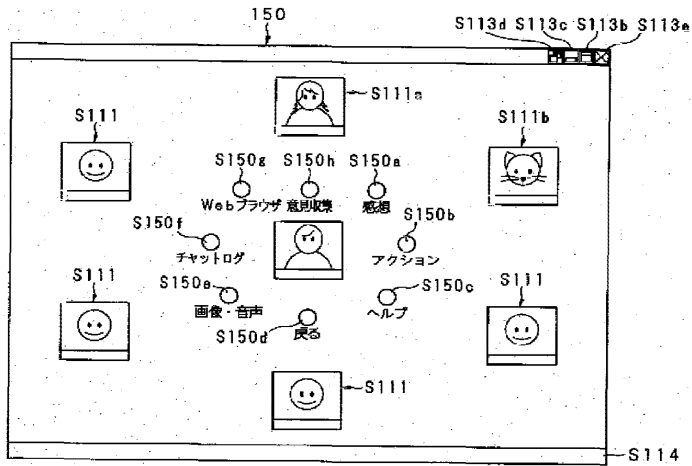 150
S113d S113c S113b S113e
S111 S111a S111b
S150g S150h S150a
Webブラウザ 意見収集 感想
S150f S150b
チャットログ アクション
S111 S150e S150c S111
画像・音声 ヘルプ
S150d 戻る
S111
S114